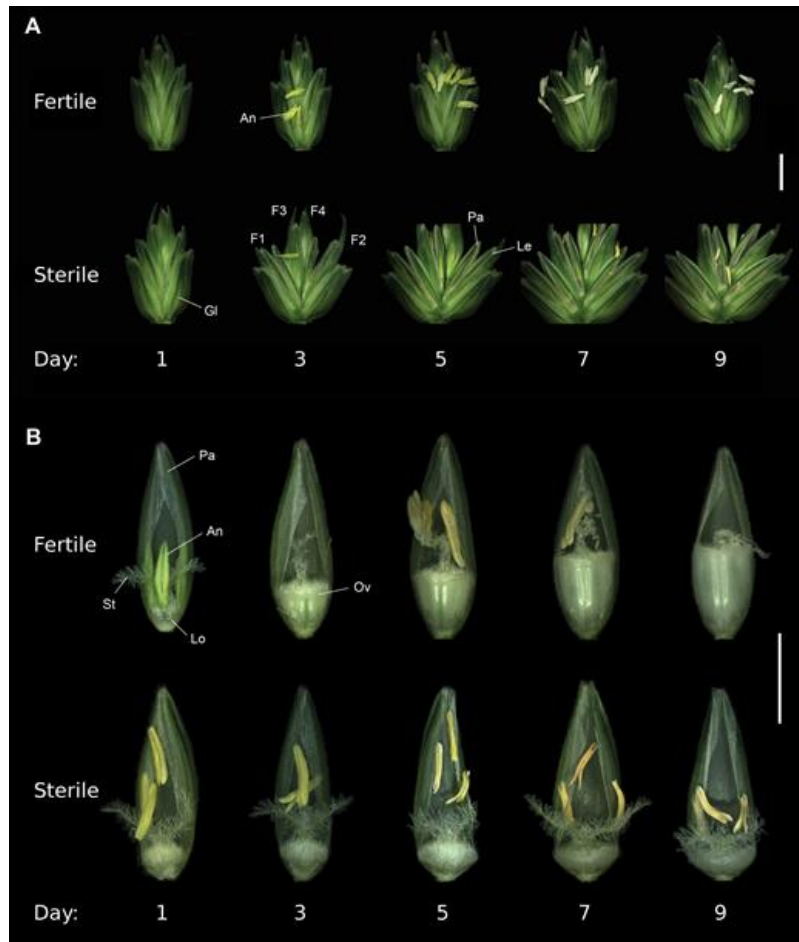 A
Fertile
An
F3 F4
F1 F2
Pa
Le
Sterile
Gl
Day: 1 3 5 7 9
B
Pa
An
Fertile
St
Ov
Lo
Sterile
Day: 1 3 5 7 9